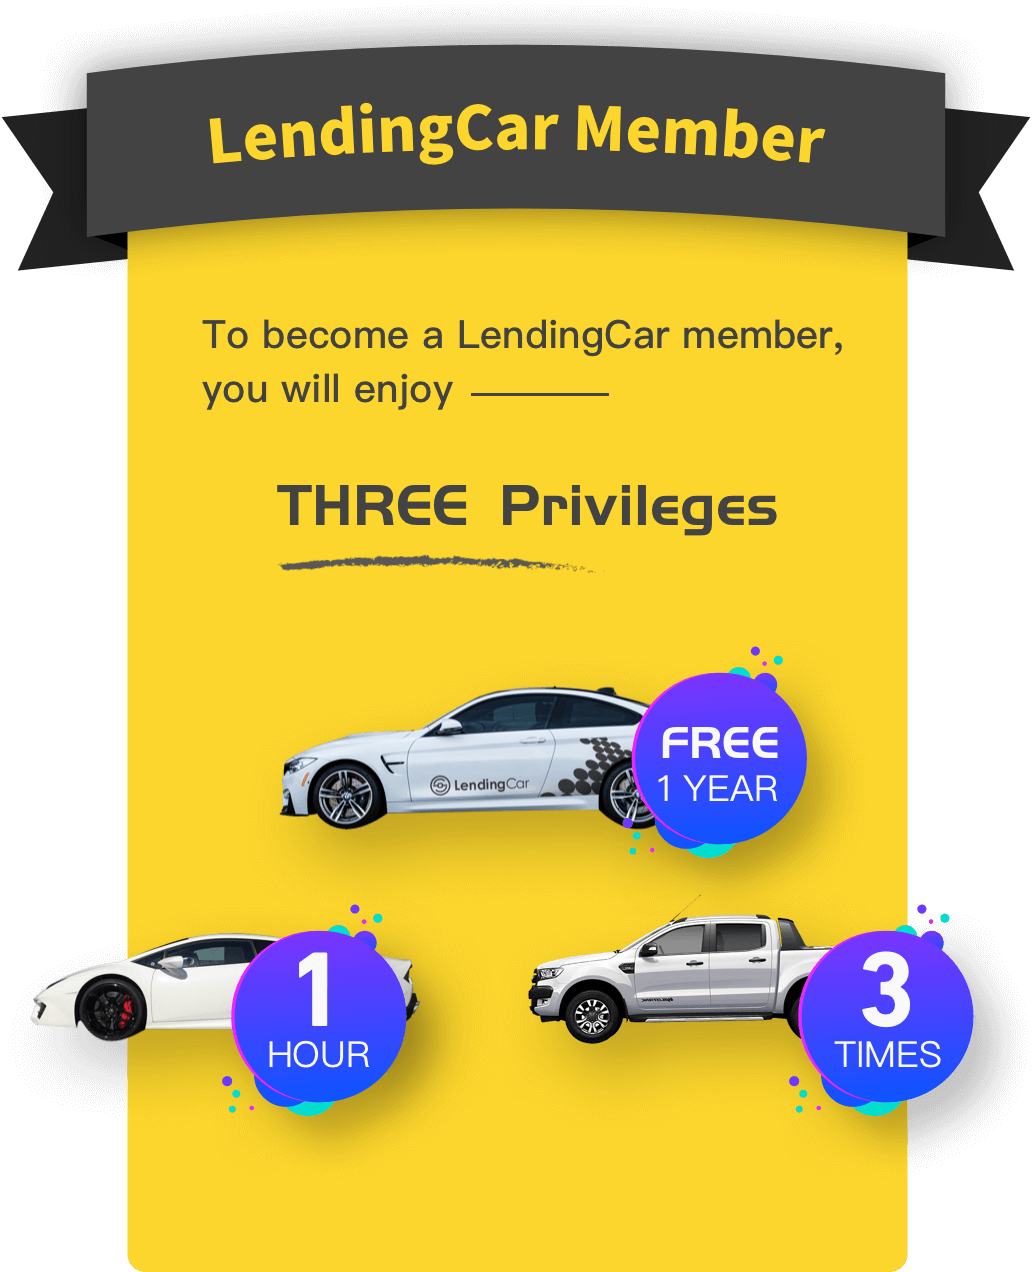 LendingCar Member
To become a LendingCar member,
you will enjoy
THREE Privileges
FREE
1 YEAR
LendingCar
1
HOUR
3
TIMES